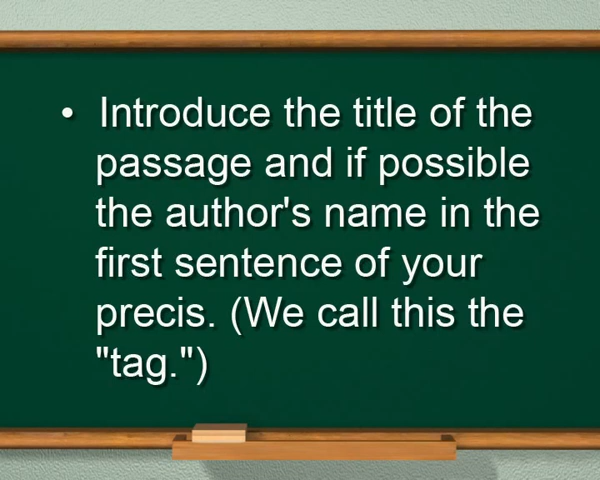 • Introduce the title of the
passage and if possible
the author's name in the
first sentence of your
precis. (We call this the
"tag.")